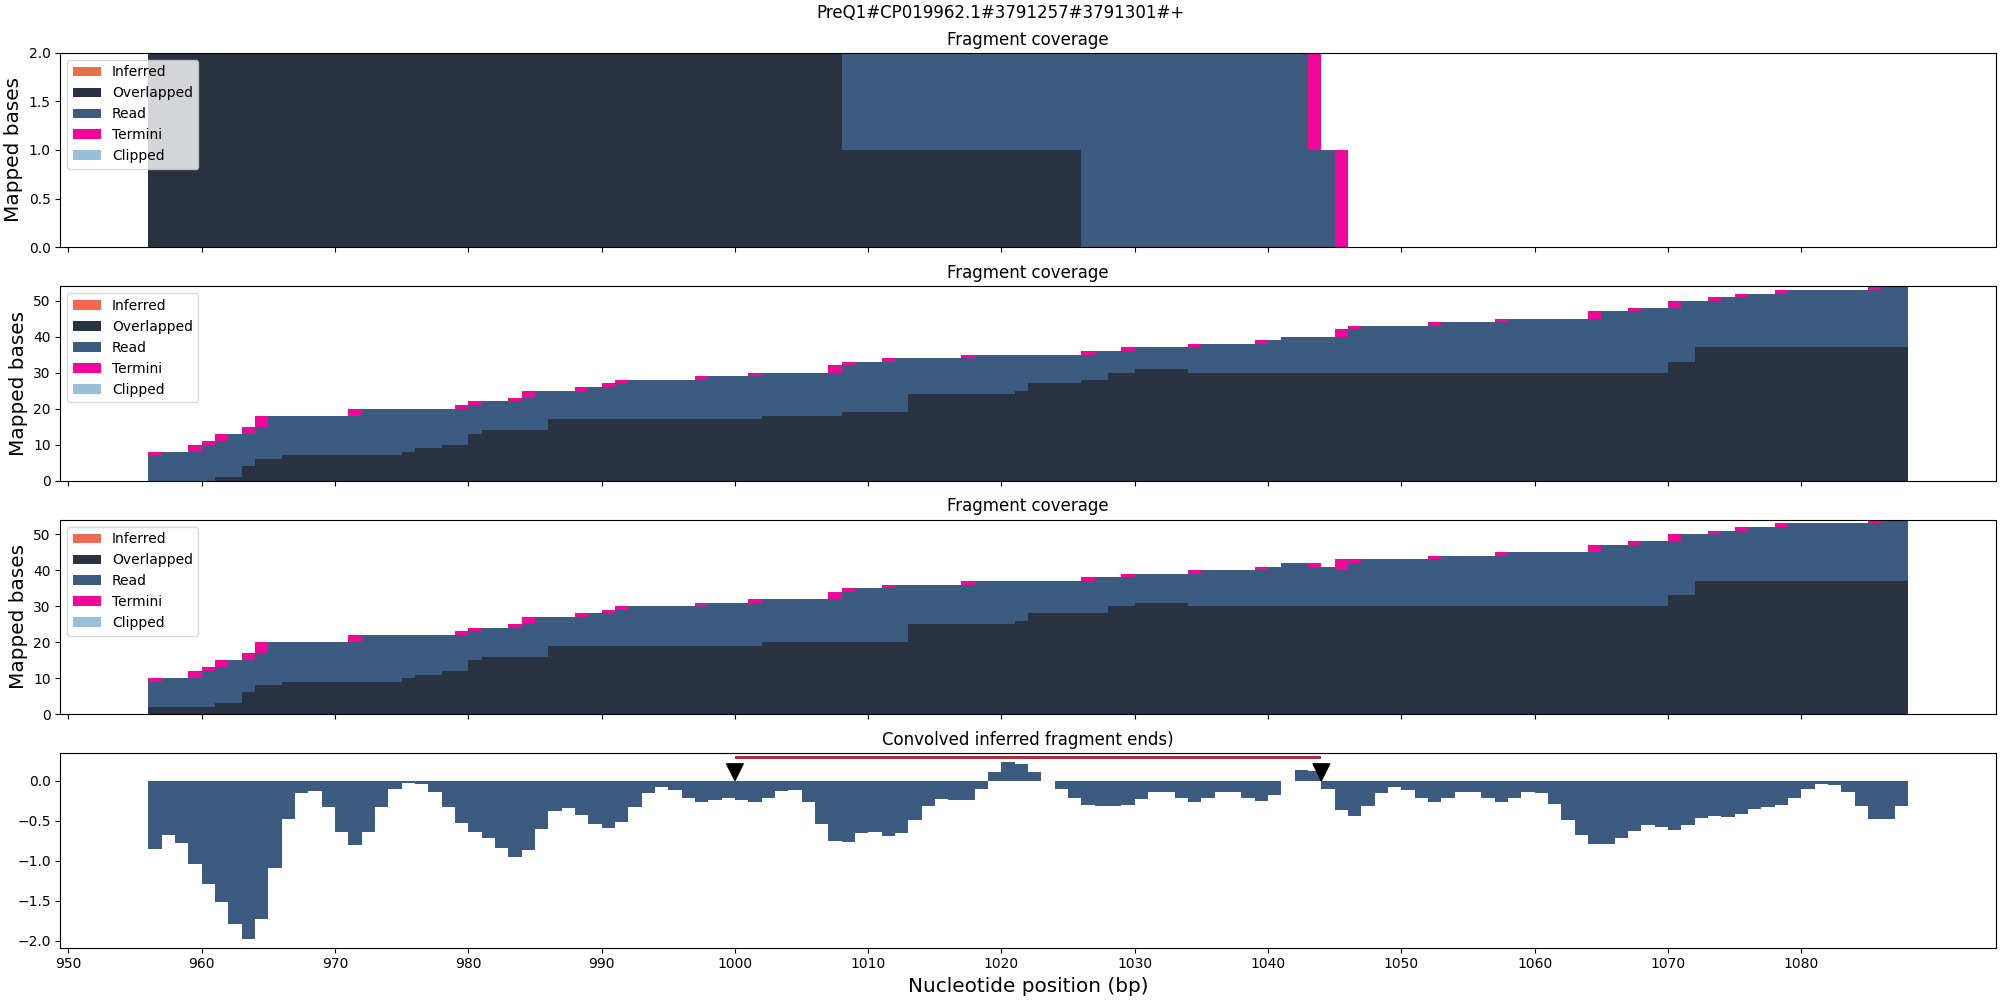 PreQ1#CP019962.1#3791257#3791301#+
Fragment coverage
Mapped bases
2.0
1.5
1.0
0.5
0.0
Inferred
Overlapped
Read
Termini
Clipped
Fragment coverage
Mapped bases
50
40
30
20
10
0
Inferred
Overlapped
Read
Termini
Clipped
Fragment coverage
Mapped bases
50
40
30
20
10
0
Inferred
Overlapped
Read
Termini
Clipped
Convolved inferred fragment ends)
0.0
−0.5
−1.0
−1.5
−2.0
950 960 970 980 990 1000 1010 1020 1030 1040 1050 1060 1070 1080
Nucleotide position (bp)